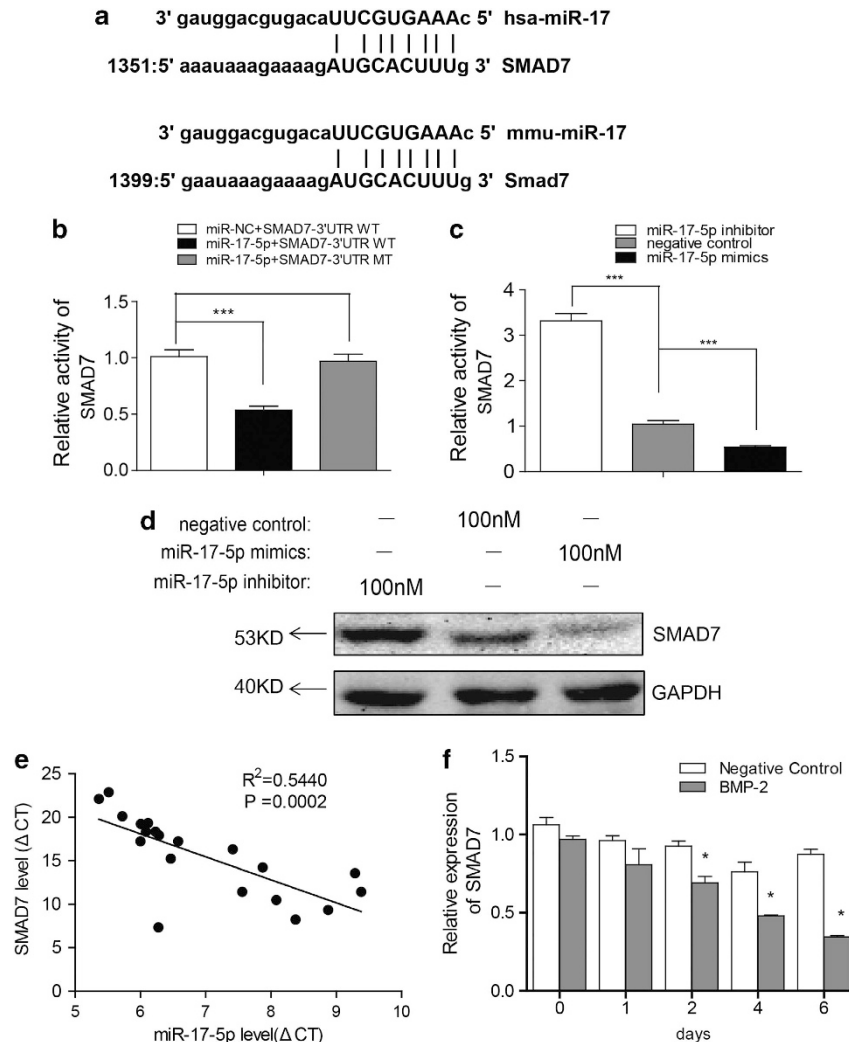 a
3' gauggacgugacaUUCGUGAAAc 5' hsa-miR-17
1351:5' aaauaaagaaaagAUGCACUUUg 3' SMAD7
3' gauggacgugacaUUCGUGAAAc 5' mmu-miR-17
1399:5' gaauaaagaaaagAUGCACUUUg 3' Smad7
b
miR-NC+SMAD7-3'UTR WT
miR-17-5p+SMAD7-3'UTR WT
miR-17-5p+SMAD7-3'UTR MT
Relative activity of
SMAD7
1.5
1.0
0.5
0.0
***
c
miR-17-5p inhibitor
negative control
miR-17-5p mimics
Relative activity of
SMAD7
4
3
2
1
0
***
***
d
negative control: — 100nM —
miR-17-5p mimics: — — 100nM
miR-17-5p inhibitor: 100nM — —
53KD SMAD7
40KD GAPDH
e
R²=0.5440
P =0.0002
SMAD7 level (Δ CT)
25
20
15
10
5
0
5 6 7 8 9 10
miR-17-5p level(Δ CT)
f
Negative Control
BMP-2
Relative expression
of SMAD7
1.5
1.0
0.5
0.0
*
*
*
0 1 2 4 6
days